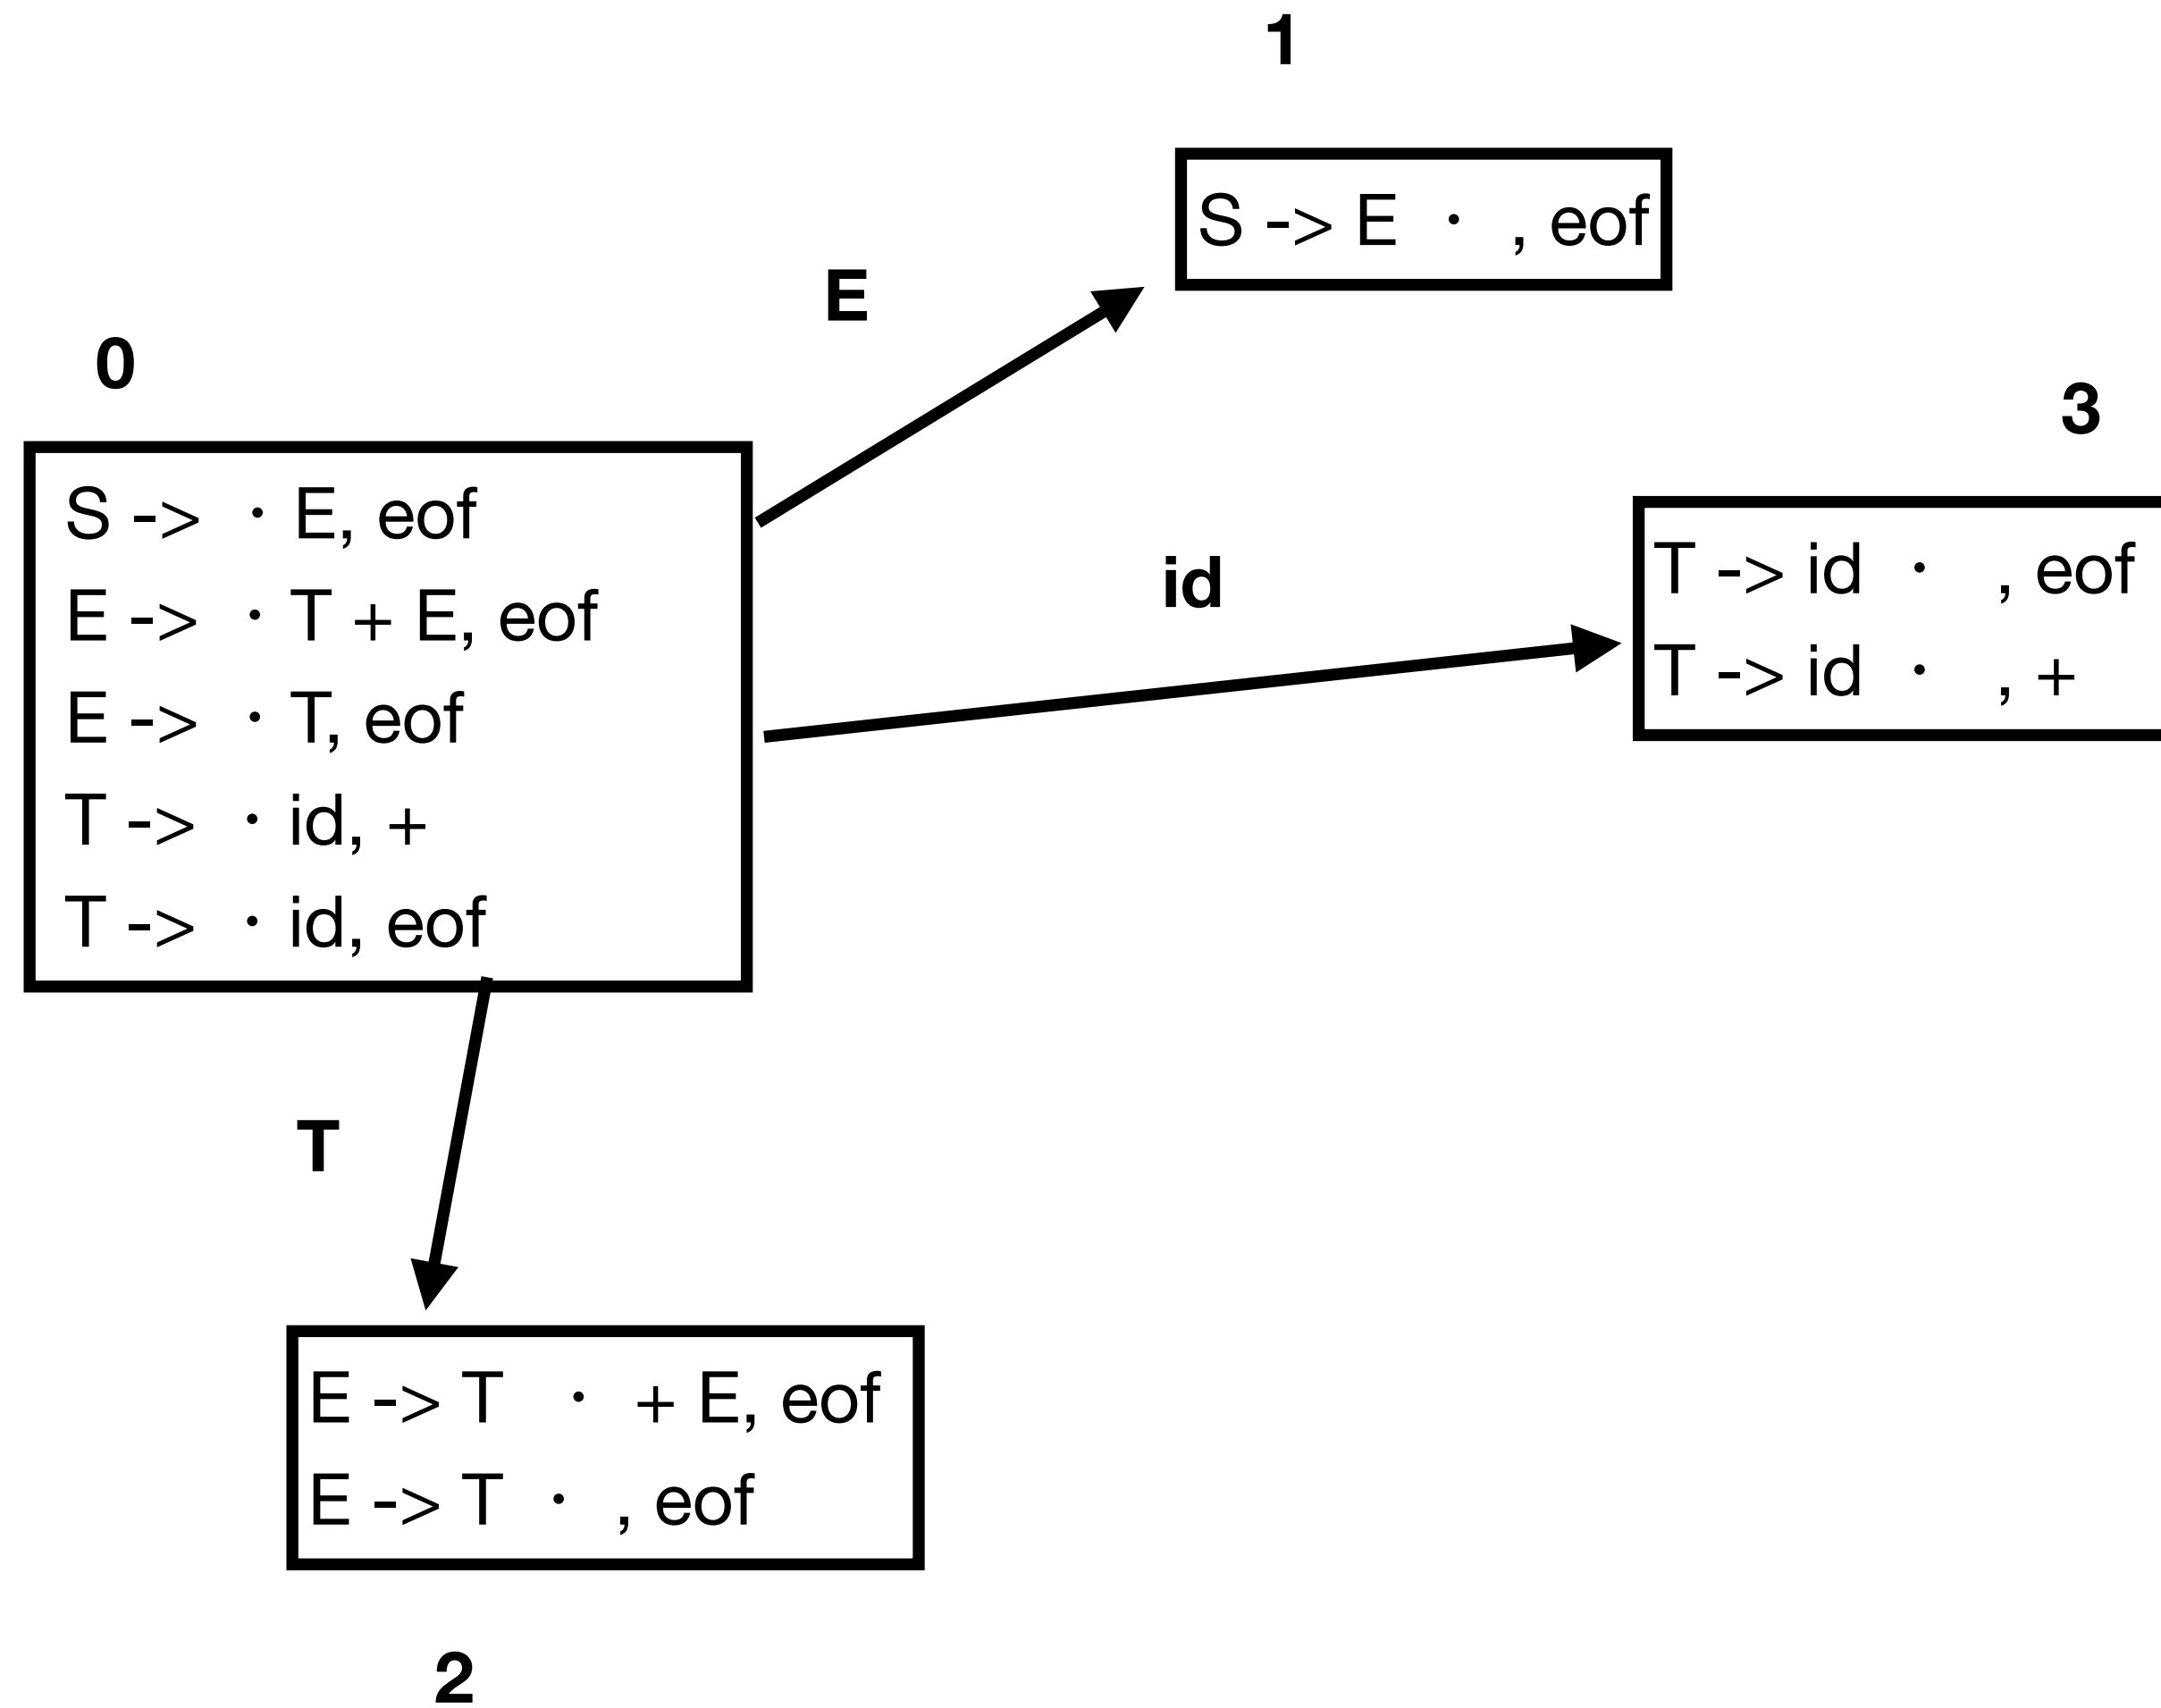 1
S -> E · , eof
E
0
3
S -> · E, eof
E -> · T + E, eof
E -> · T, eof
T -> · id, +
T -> · id, eof
id
T -> id · , eof
T -> id · , +
T
E -> T · + E, eof
E -> T · , eof
2